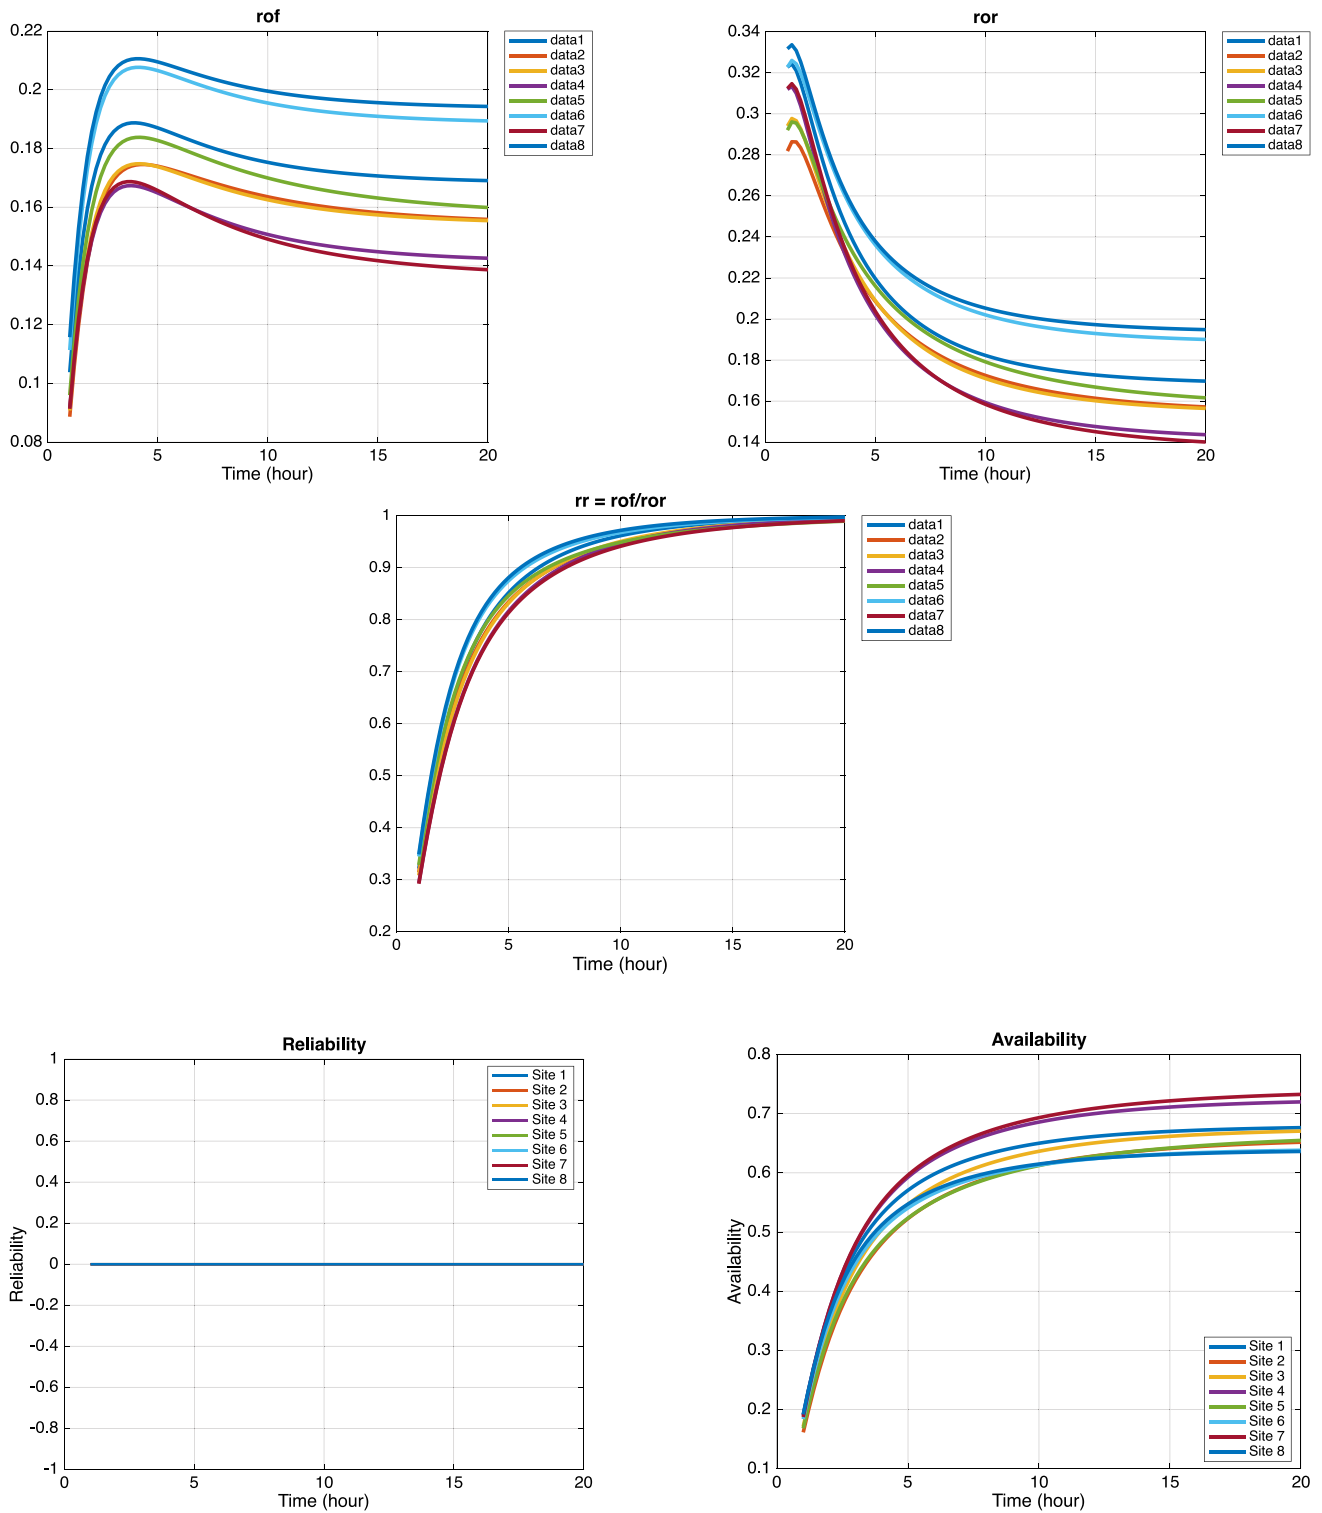 rof
0.22
0.2
0.18
0.16
0.14
0.12
0.1
0.08
0
5
10
15
20
Time (hour)
data1
data2
data3
data4
data5
data6
data7
data8
ror
0.34
0.32
0.3
0.28
0.26
0.24
0.22
0.2
0.18
0.16
0.14
0
5
10
15
20
Time (hour)
data1
data2
data3
data4
data5
data6
data7
data8
rr = rof/ror
1
0.9
0.8
0.7
0.6
0.5
0.4
0.3
0.2
0
5
10
15
20
Time (hour)
data1
data2
data3
data4
data5
data6
data7
data8
Reliability
Reliability
1
0.8
0.6
0.4
0.2
0
-0.2
-0.4
-0.6
-0.8
-1
0
5
10
15
20
Time (hour)
Site 1
Site 2
Site 3
Site 4
Site 5
Site 6
Site 7
Site 8
Availability
Availability
0.8
0.7
0.6
0.5
0.4
0.3
0.2
0.1
0
5
10
15
20
Time (hour)
Site 1
Site 2
Site 3
Site 4
Site 5
Site 6
Site 7
Site 8